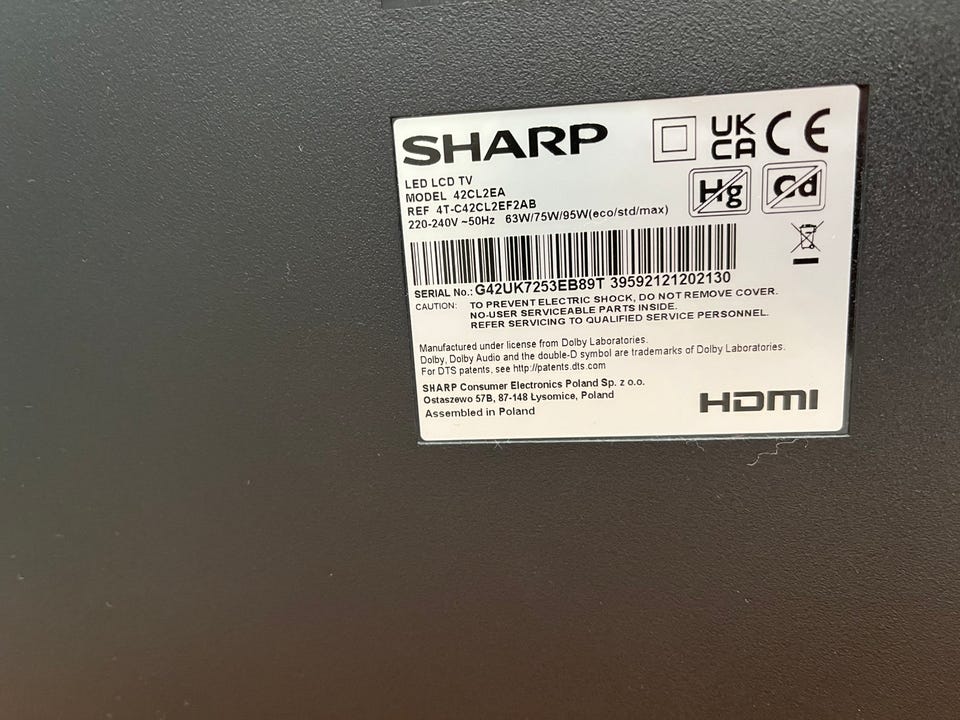 SHARP
UK
CA
CE
LED LCD TV
MODEL 42CL2EA
REF 4T-C42CL2EF2AB
220-240V ~50Hz 63W/75W/95W(eco/std/max)
Hg
Cd
SERIAL No.: G42UK7253EB89T 39592121202130
CAUTION: TO PREVENT ELECTRIC SHOCK, DO NOT REMOVE COVER.
NO-USER SERVICEABLE PARTS INSIDE.
REFER SERVICING TO QUALIFIED SERVICE PERSONNEL.
Manufactured under license from Dolby Laboratories.
Dolby, Dolby Audio and the double-D symbol are trademarks of Dolby Laboratories.
For DTS patents, see http://patents.dts.com
SHARP Consumer Electronics Poland Sp. z o.o.
Ostaszewo 57B, 87-148 Łysomice, Poland
Assembled in Poland
HDMI